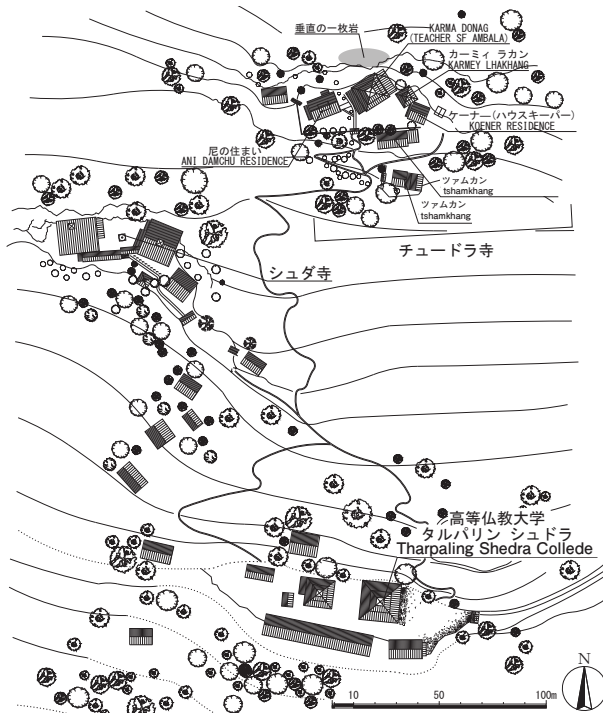 垂直の一枚岩
KARMA DONAG
(TEACHER SF AMBALA)
カーミィ ラカン
KARMEY LHAKHANG
ケーナー(ハウスキーパー)
KOENER RESIDENCE
尼の住まい
ANI DAMCHU RESIDENCE
ツァムカン
tshamkhang
ツァムカン
tshamkhang
チュードラ寺
シュダ寺
高等仏教大学
タルパリン シュドラ
Tharpaling Shedra Collede
N
10 50 100m